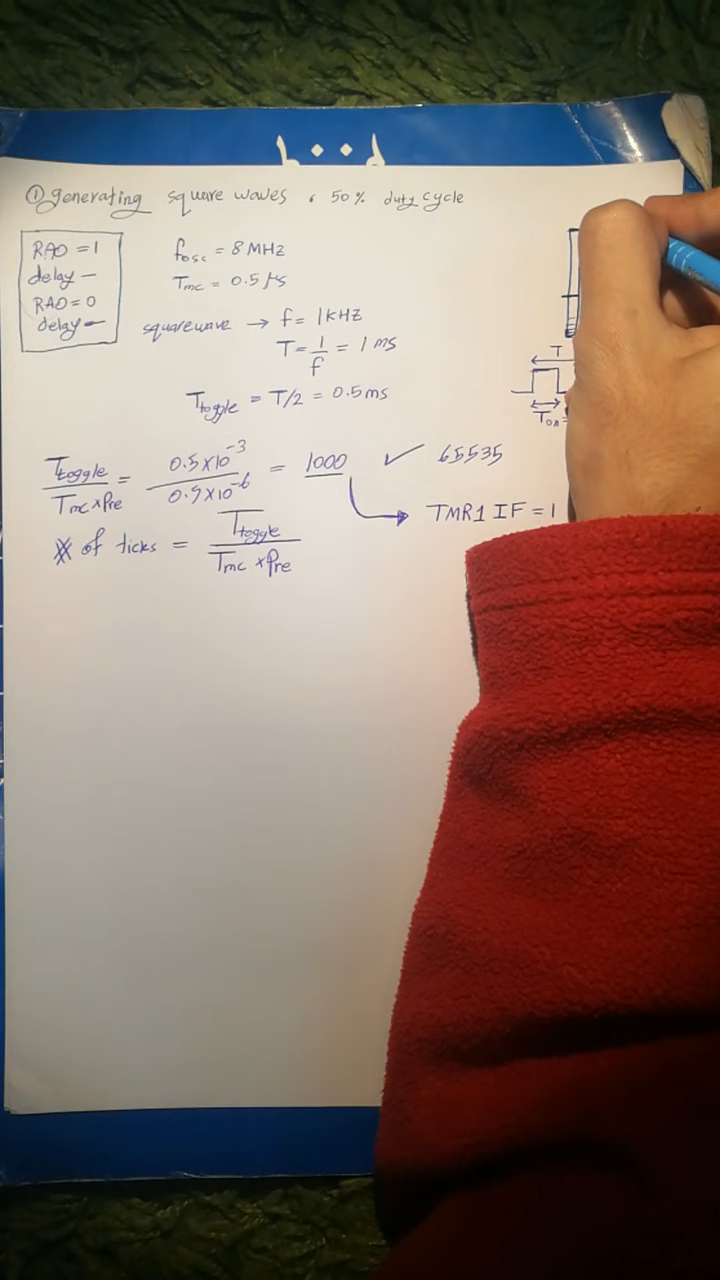 ① generating square waves, 50% duty cycle
RA0 = 1
delay —
RA0 = 0
delay —
fosc = 8 MHz
Tmc = 0.5 μs
squarewave → f = 1 KHZ
T = 1/f = 1 ms
Ttoggle = T/2 = 0.5 ms
Ttoggle / Tmc × Pre = 0.5×10⁻³ / 0.5×10⁻⁶ = 1000 ✓ 65535
TMR1 IF = 1
# of ticks = Ttoggle / Tmc × Pre
T
Ton =